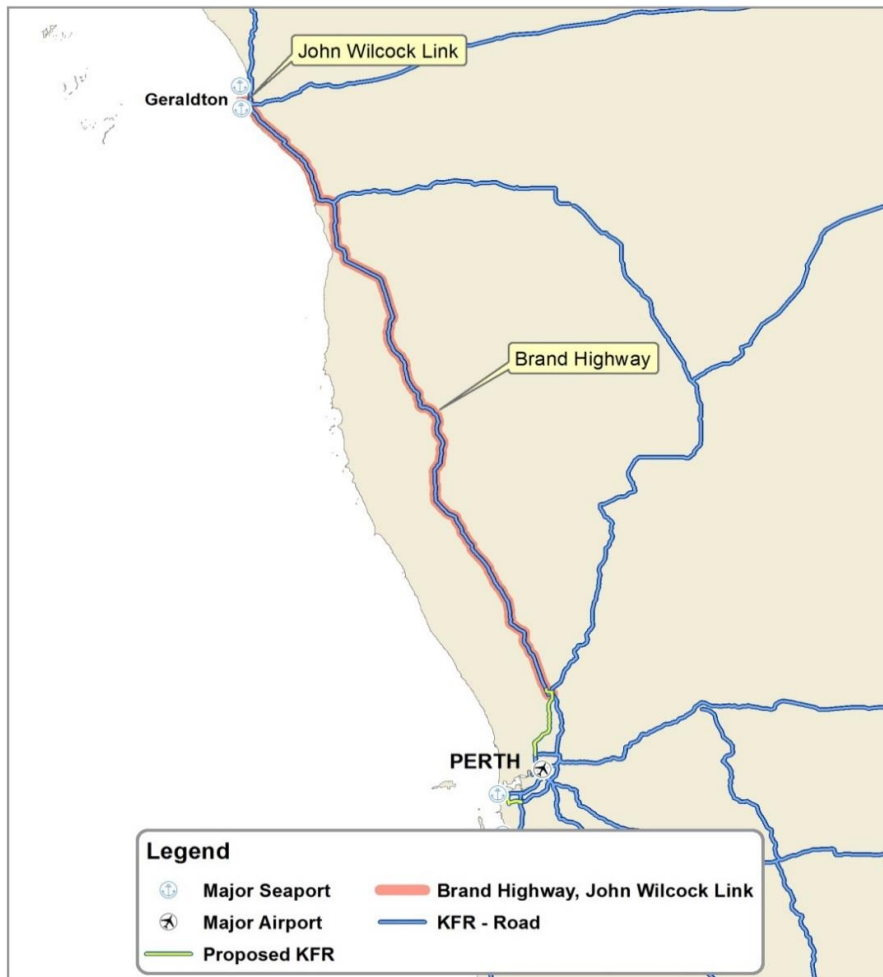 John Wilcock Link
Geraldton
Brand Highway
PERTH
Legend
Major Seaport
Brand Highway, John Wilcock Link
Major Airport
KFR - Road
Proposed KFR